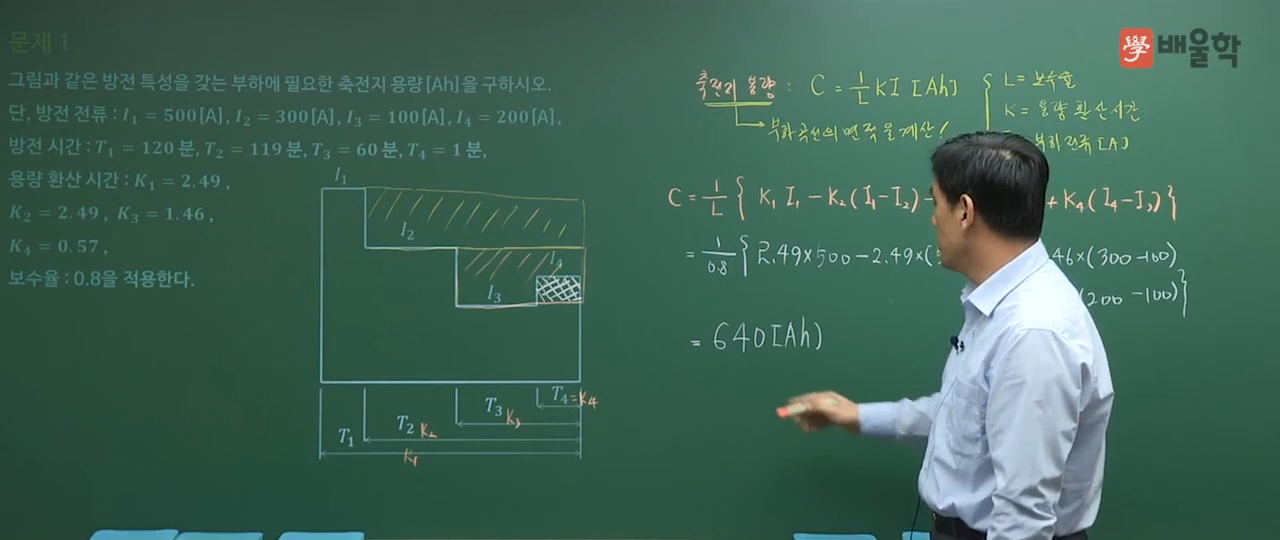 學 배울학
문제 1
그림과 같은 방전 특성을 갖는 부하에 필요한 축전지 용량[Ah]을 구하시오.
단, 방전 전류 : I₁ = 500[A], I₂ = 300[A], I₃ = 100[A], I₄ = 200[A],
방전 시간 : T₁ = 120 분, T₂ = 119 분, T₃ = 60 분, T₄ = 1 분,
용량 환산 시간 : K₁ = 2.49 ,
K₂ = 2.49 , K₃ = 1.46 ,
K₄ = 0.57 ,
보수율 : 0.8을 적용한다.
I₁
I₂
I₄
I₃
T₄ = K₄
T₃ K₃
T₂ K₂
T₁
K₁
축전지 용량 : C = 1/L KI [Ah]
L = 보수율
K = 용량 환산시간
부하전류 [A]
부하곡선의 면적을 계산!
C = 1/L { K₁ I₁ − K₂ (I₁−I₂) − + K₄ (I₄−I₃) }
= 1/0.8 { 2.49×500 − 2.49×( 46×(300−100)
(200 −100) }
= 640 [Ah]